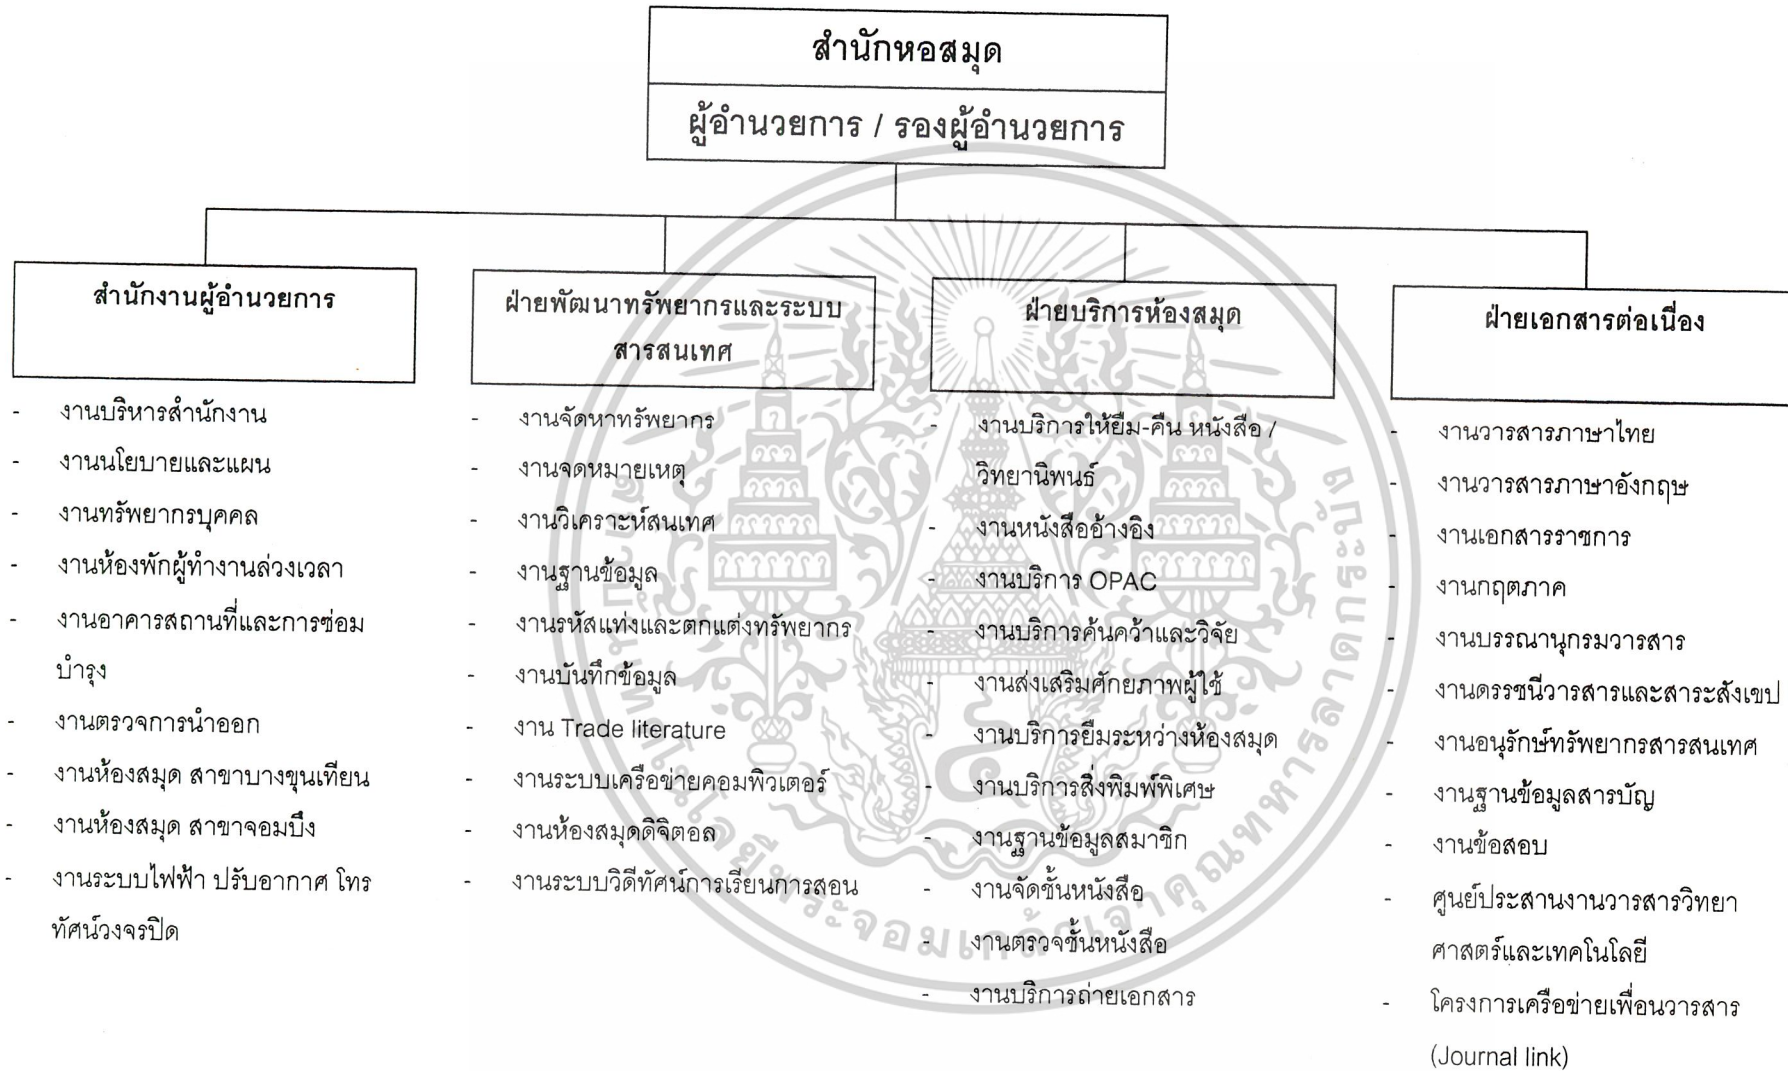 สำนักหอสมุด
ผู้อำนวยการ / รองผู้อำนวยการ
สำนักงานผู้อำนวยการ
- งานบริหารสำนักงาน
- งานนโยบายและแผน
- งานทรัพยากรบุคคล
- งานห้องพักผู้ทำงานล่วงเวลา
- งานอาคารสถานที่และการซ่อม
บำรุง
- งานตรวจการนำออก
- งานห้องสมุด สาขาบางขุนเทียน
- งานห้องสมุด สาขาจอมบึง
- งานระบบไฟฟ้า ปรับอากาศ โทร
ทัศน์วงจรปิด
ฝ่ายพัฒนาทรัพยากรและระบบ
สารสนเทศ
- งานจัดหาทรัพยากร
- งานจดหมายเหตุ
- งานวิเคราะห์สนเทศ
- งานฐานข้อมูล
- งานรหัสแท่งและตกแต่งทรัพยากร
- งานบันทึกข้อมูล
- งาน Trade literature
- งานระบบเครือข่ายคอมพิวเตอร์
- งานห้องสมุดดิจิตอล
- งานระบบวิดีทัศน์การเรียนการสอน
ฝ่ายบริการห้องสมุด
- งานบริการให้ยืม-คืน หนังสือ /
วิทยานิพนธ์
- งานหนังสืออ้างอิง
- งานบริการ OPAC
- งานบริการค้นคว้าและวิจัย
- งานส่งเสริมศักยภาพผู้ใช้
- งานบริการยืมระหว่างห้องสมุด
- งานบริการสิ่งพิมพ์พิเศษ
- งานฐานข้อมูลสมาชิก
- งานจัดชั้นหนังสือ
- งานตรวจชั้นหนังสือ
- งานบริการถ่ายเอกสาร
ฝ่ายเอกสารต่อเนื่อง
- งานวารสารภาษาไทย
- งานวารสารภาษาอังกฤษ
- งานเอกสารราชการ
- งานกฤตภาค
- งานบรรณานุกรมวารสาร
- งานดรรชนีวารสารและสาระสังเขป
- งานอนุรักษ์ทรัพยากรสารสนเทศ
- งานฐานข้อมูลสารบัญ
- งานข้อสอบ
- ศูนย์ประสานงานวารสารวิทยา
ศาสตร์และเทคโนโลยี
- โครงการเครือข่ายเพื่อนวารสาร
(Journal link)
สถาบันเทคโนโลยีพระจอมเกล้าเจ้าคุณทหารลาดกระบัง